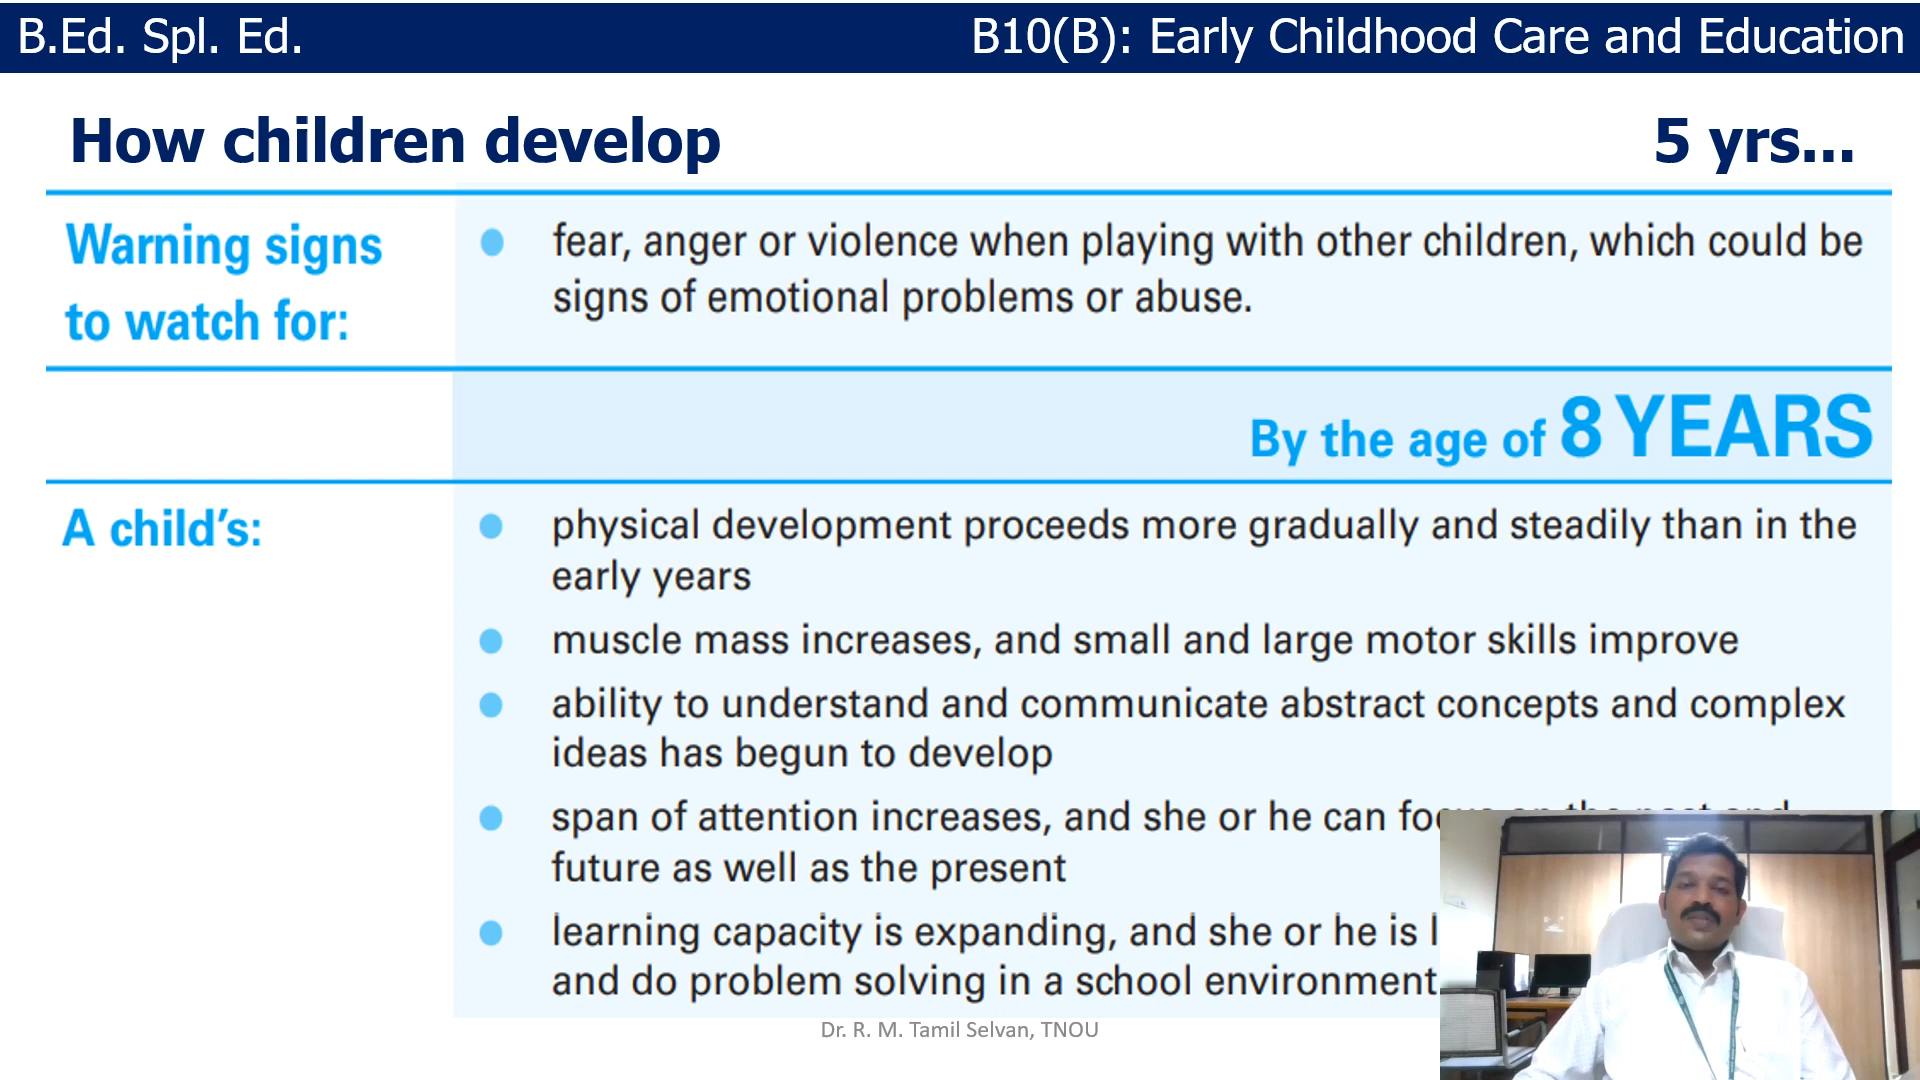 B.Ed. Spl. Ed.
B10(B): Early Childhood Care and Education
How children develop
5 yrs...
Warning signs
to watch for:
fear, anger or violence when playing with other children, which could be
signs of emotional problems or abuse.
By the age of 8 YEARS
A child’s:
physical development proceeds more gradually and steadily than in the
early years
muscle mass increases, and small and large motor skills improve
ability to understand and communicate abstract concepts and complex
ideas has begun to develop
span of attention increases, and she or he can focus on the past and
future as well as the present
learning capacity is expanding, and she or he is
and do problem solving in a school environment
Dr. R. M. Tamil Selvan, TNOU